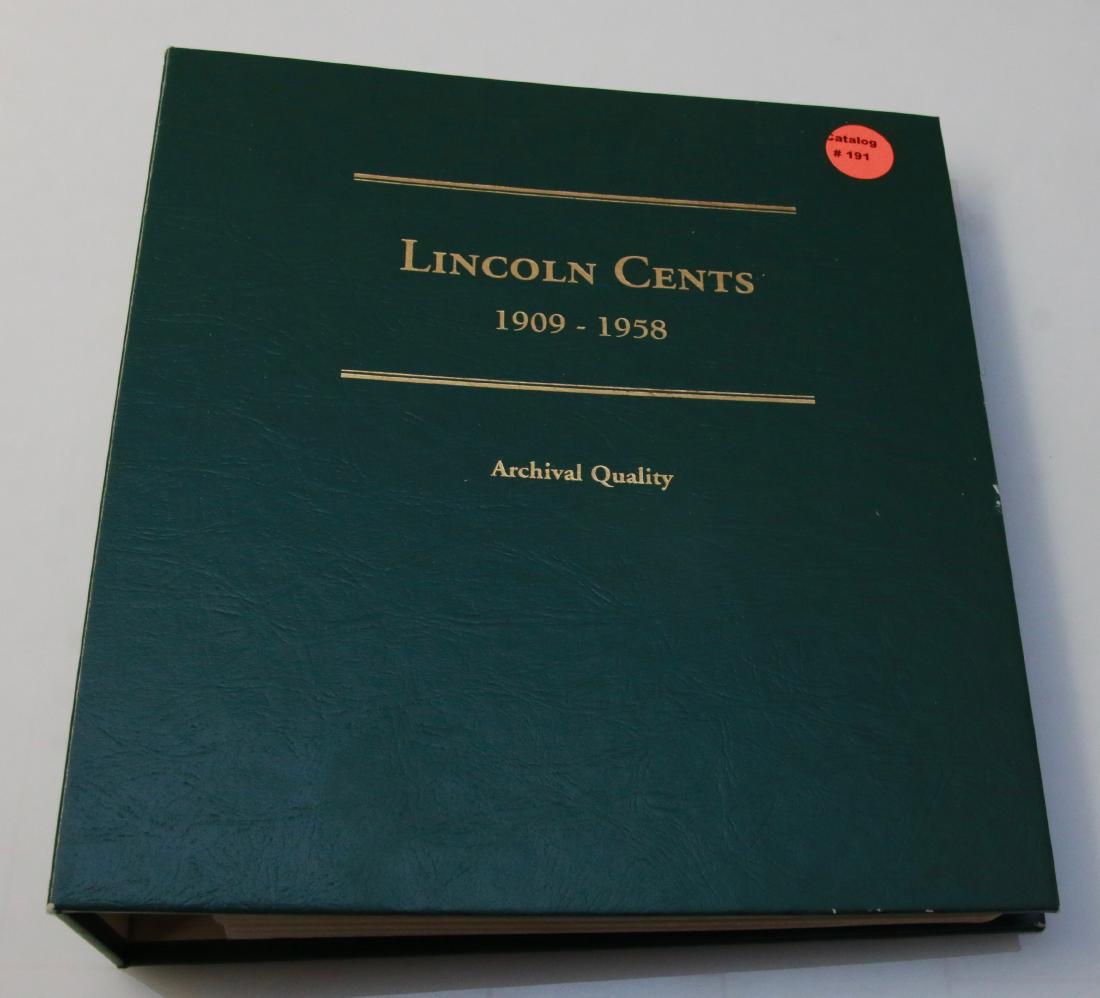 Catalog
# 191
LINCOLN CENTS
1909 - 1958
Archival Quality